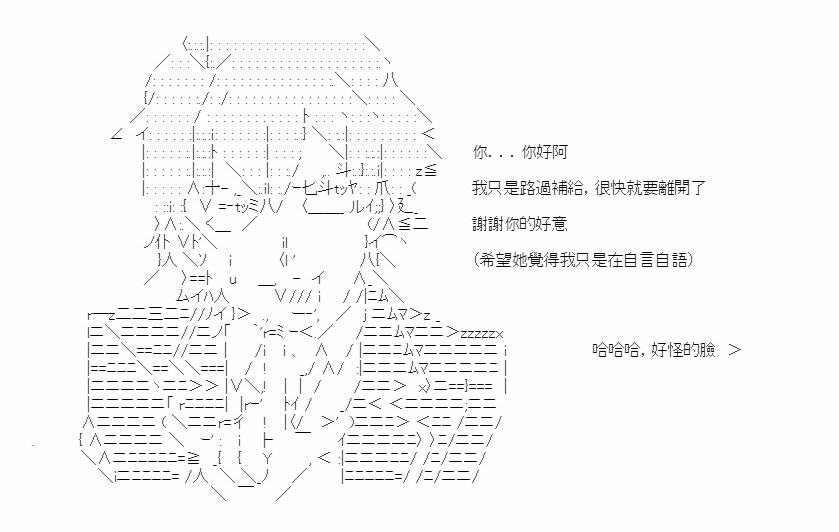 你．．．你好阿
我只是路過補給，很快就要離開了
謝謝你的好意
（希望她覺得我只是在自言自語）
哈哈哈，好怪的臉　＞